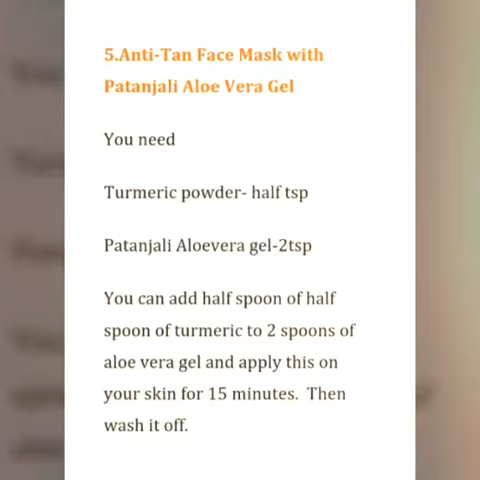 5.Anti-Tan Face Mask with
Patanjali Aloe Vera Gel
You need
Turmeric powder- half tsp
Patanjali Aloevera gel-2tsp
You can add half spoon of half
spoon of turmeric to 2 spoons of
aloe vera gel and apply this on
your skin for 15 minutes.  Then
wash it off.